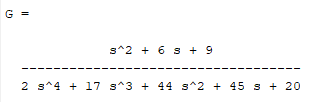 G =
s^2 + 6 s + 9
-----------------------------------
2 s^4 + 17 s^3 + 44 s^2 + 45 s + 20